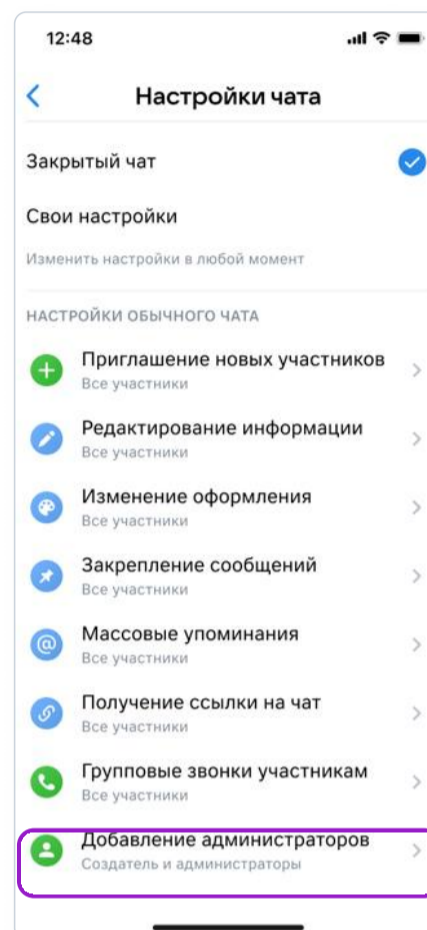 12:48
Настройки чата
Закрытый чат
Свои настройки
Изменить настройки в любой момент
НАСТРОЙКИ ОБЫЧНОГО ЧАТА
Приглашение новых участников
Все участники
Редактирование информации
Все участники
Изменение оформления
Все участники
Закрепление сообщений
Все участники
Массовые упоминания
Все участники
Получение ссылки на чат
Все участники
Групповые звонки участникам
Все участники
Добавление администраторов
Создатель и администраторы